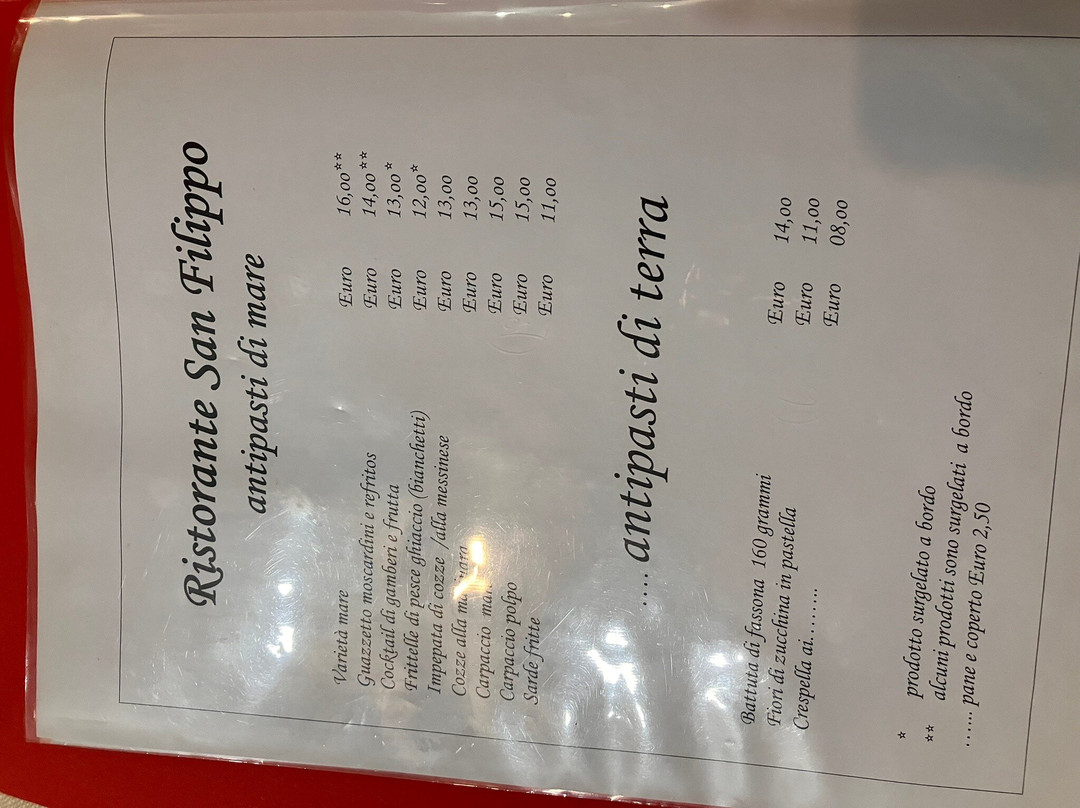 Ristorante San Filippo
antipasti di mare
Varietà mare Euro 16,00**
Guazzetto moscardini e refritos Euro 14,00**
Cocktail di gamberi e frutta Euro 13,00*
Frittelle di pesce ghiaccio (bianchetti) Euro 12,00*
Impepata di cozze /alla messinese Euro 13,00
Cozze alla Euro 13,00
Carpaccio Euro 15,00
Carpaccio polpo Euro 15,00
Sarde fritte Euro 11,00
.....antipasti di terra
Battuta di fassona 160 grammi Euro 14,00
Fiori di zucchina in pastella Euro 11,00
Crespella ai......... Euro 08,00
* prodotto surgelato a bordo
** alcuni prodotti sono surgelati a bordo
.......pane e coperto Euro 2,50